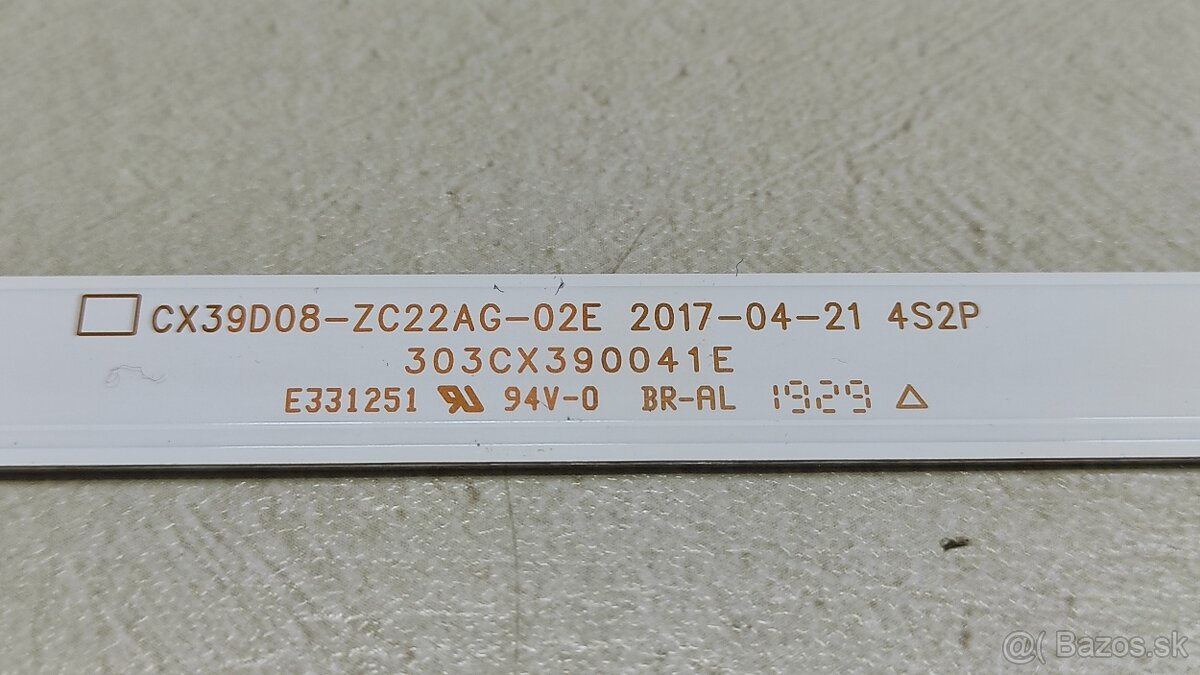 CX39D08-ZC22AG-02E 2017-04-21 4S2P
303CX390041E
E331251 94V-0 BR-AL 1929
@( Bazos.sk